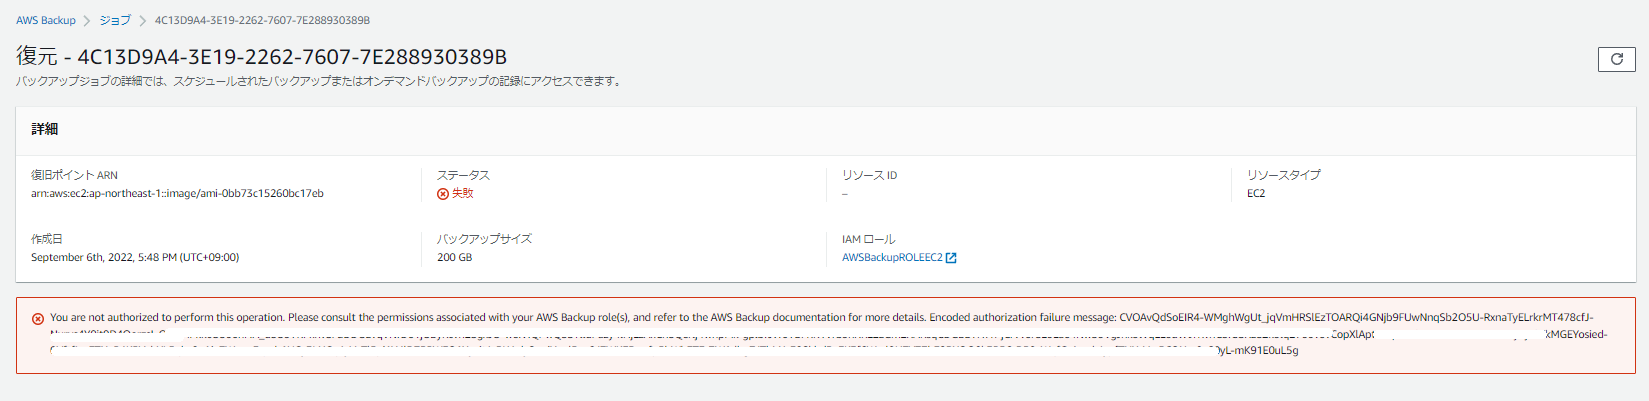 AWS Backup > ジョブ > 4C13D9A4-3E19-2262-7607-7E288930389B
復元 - 4C13D9A4-3E19-2262-7607-7E288930389B
バックアップジョブの詳細では、スケジュールされたバックアップまたはオンデマンドバックアップの記録にアクセスできます。
詳細
復旧ポイント ARN
arn:aws:ec2:ap-northeast-1::image/ami-0bb73c15260bc17eb
ステータス
失敗
リソース ID
–
リソースタイプ
EC2
作成日
September 6th, 2022, 5:48 PM (UTC+09:00)
バックアップサイズ
200 GB
IAM ロール
AWSBackupROLEEC2
You are not authorized to perform this operation. Please consult the permissions associated with your AWS Backup role(s), and refer to the AWS Backup documentation for more details. Encoded authorization failure message: CVOAvQdSoEIR4-WMghWgUt_jqVmHRSlEzTOARQi4GNjb9FUwNnqSb2O5U-RxnaTyELrkrMT478cfJ-
CopXlApt kMGEYosied-
yL-mK91E0uL5g